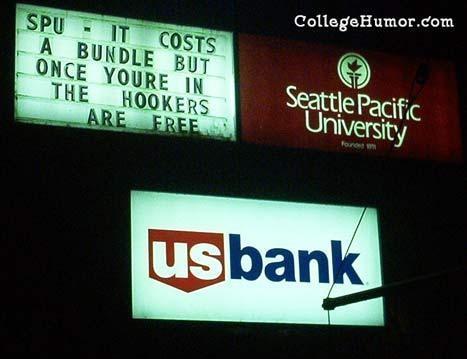 CollegeHumor.com
SPU - IT COSTS
A BUNDLE BUT
ONCE YOURE IN
THE HOOKERS
ARE FREE
Seattle Pacific
University
Founded 1891
usbank